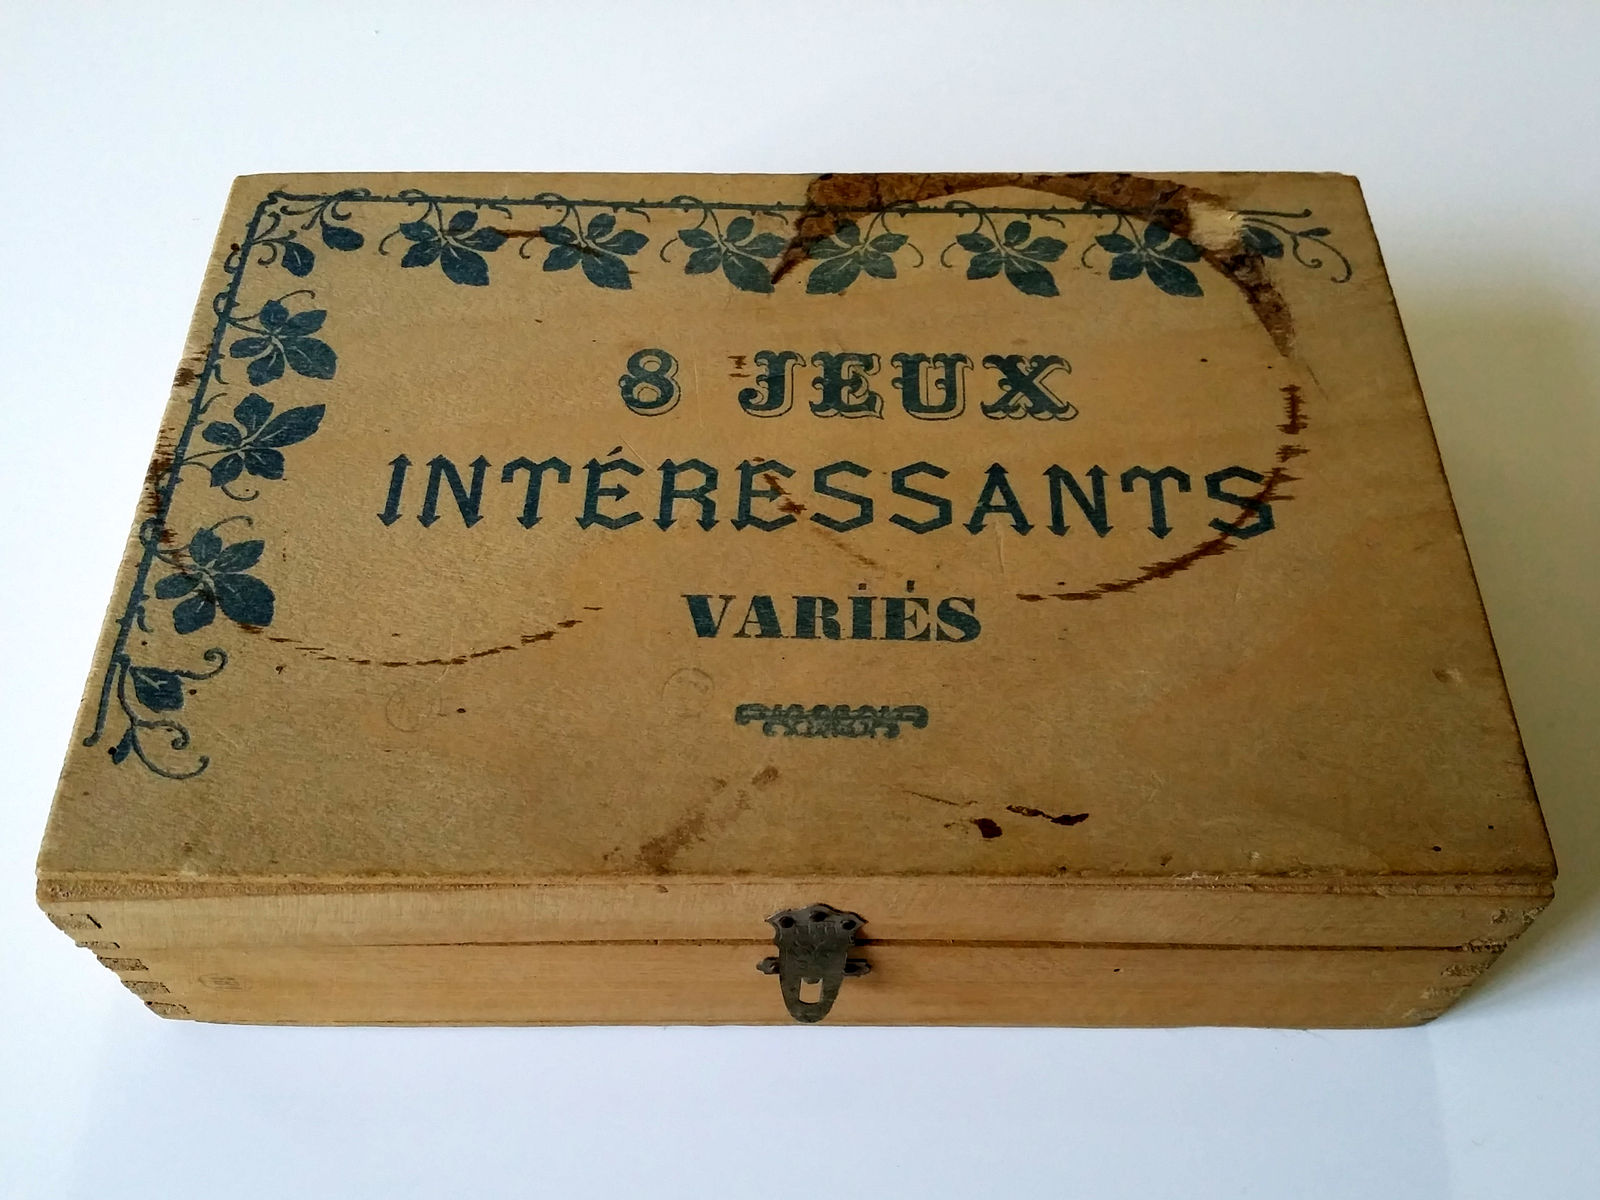 8 JEUX
INTÉRESSANTS
VARIÉS